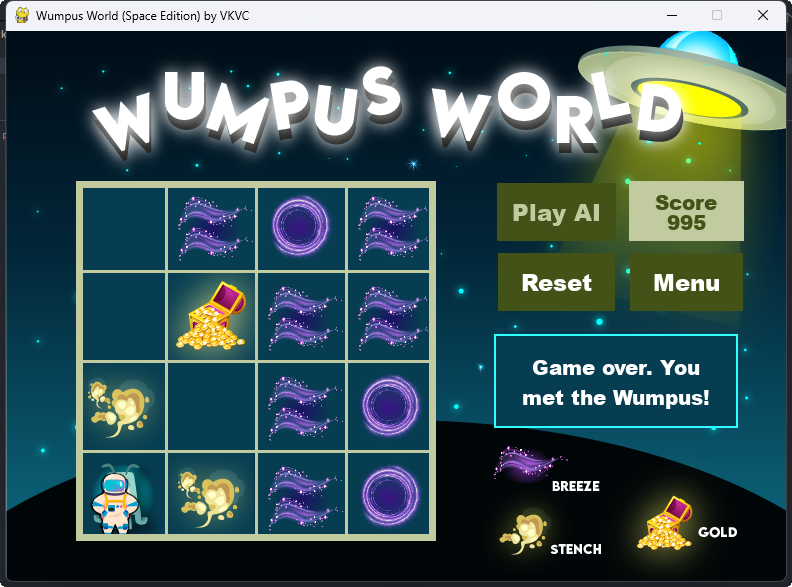 Wumpus World (Space Edition) by VKVC
WUMPUS WORLD
Play AI
Score
995
Reset
Menu
Game over. You
met the Wumpus!
BREEZE
STENCH
GOLD